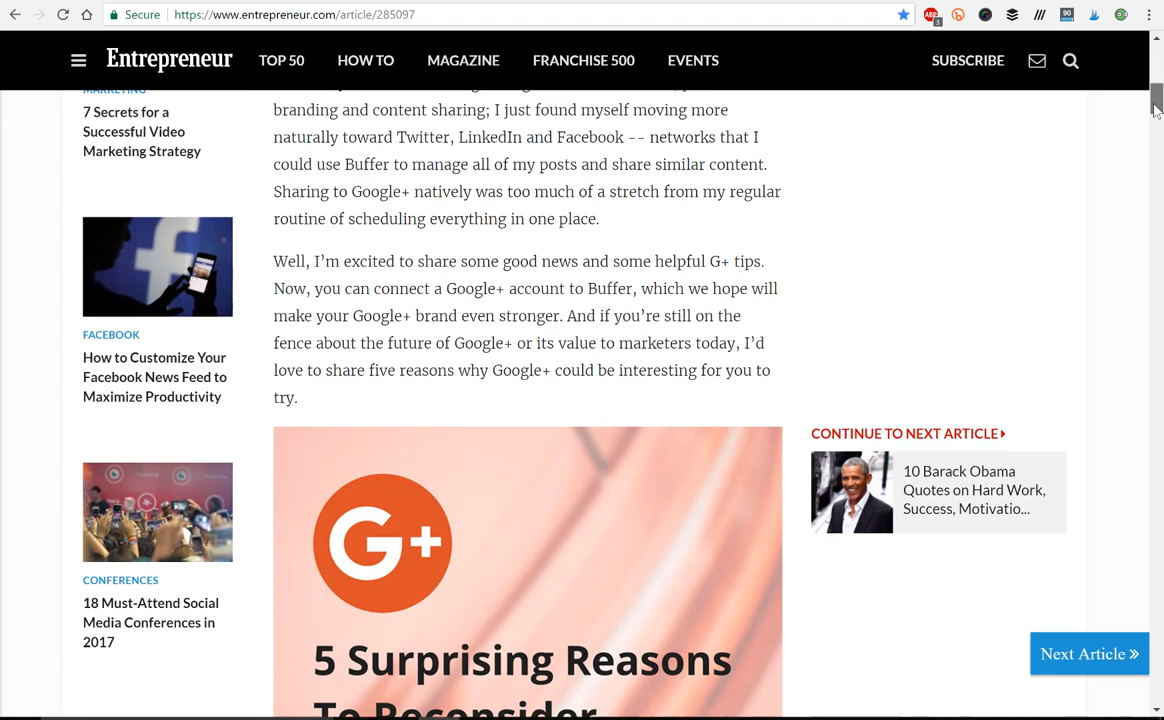 Secure
https://www.entrepreneur.com/article/285097
ABP
3
90
Entrepreneur
TOP 50
HOW TO
MAGAZINE
FRANCHISE 500
EVENTS
SUBSCRIBE
7 Secrets for a
Successful Video
Marketing Strategy
FACEBOOK
How to Customize Your
Facebook News Feed to
Maximize Productivity
CONFERENCES
18 Must-Attend Social
Media Conferences in
2017
branding and content sharing; I just found myself moving more
naturally toward Twitter, LinkedIn and Facebook -- networks that I
could use Buffer to manage all of my posts and share similar content.
Sharing to Google+ natively was too much of a stretch from my regular
routine of scheduling everything in one place.
Well, I’m excited to share some good news and some helpful G+ tips.
Now, you can connect a Google+ account to Buffer, which we hope will
make your Google+ brand even stronger. And if you’re still on the
fence about the future of Google+ or its value to marketers today, I’d
love to share five reasons why Google+ could be interesting for you to
try.
G+
5 Surprising Reasons
To Reconsider
CONTINUE TO NEXT ARTICLE
10 Barack Obama
Quotes on Hard Work,
Success, Motivatio...
Next Article »